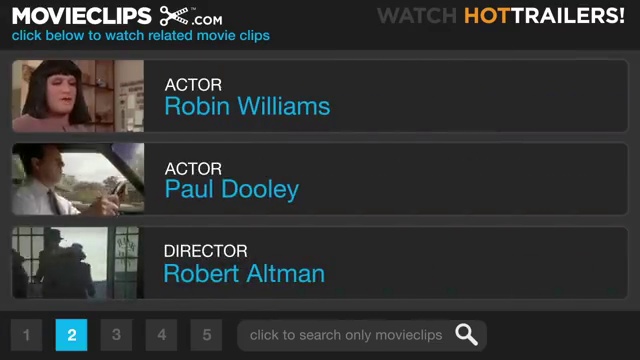 MOVIECLIPS .COM
WATCH HOTTRAILERS!
click below to watch related movie clips
ACTOR
Robin Williams
ACTOR
Paul Dooley
DIRECTOR
Robert Altman
1 2 3 4 5 click to search only movieclips